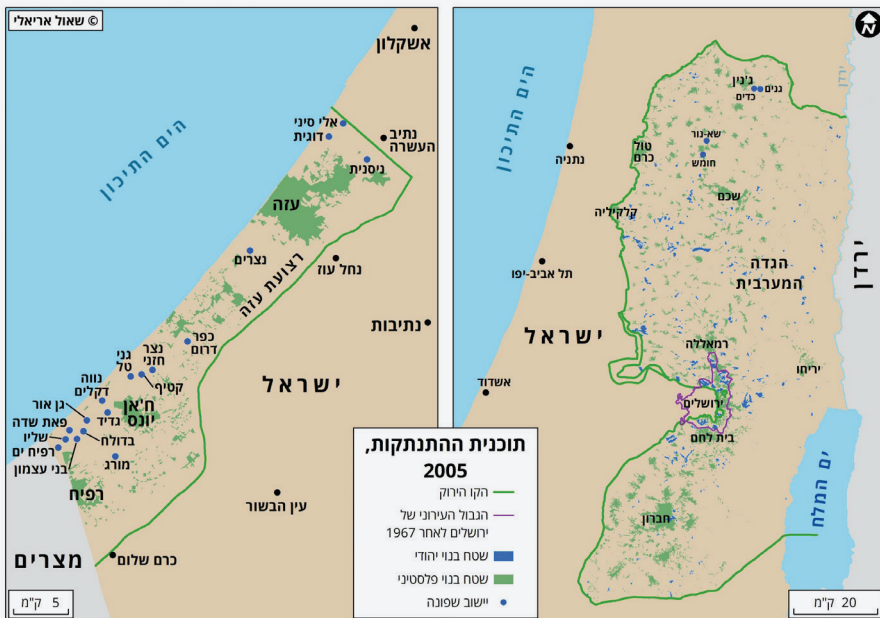 © שאול אריאלי
אשקלון
הים התיכון
אלי סיני
דוגית
נתיב
העשרה
ניסנית
עזה
נצרים
רצועת עזה
נחל עוז
נתיבות
כפר
דרום
נצר
חזני
גני
טל
קטיף
נווה
דקלים
גן אור
גדיד
ח'אן
יונס
פאת שדה
שליו
בדולח
רפיח ים
בני עצמון
מורג
רפיח
ישראל
עין הבשור
כרם שלום
מצרים
5 ק"מ
תוכנית ההתנתקות,
2005
הקו הירוק
הגבול העירוני של
ירושלים לאחר 1967
שטח בנוי יהודי
שטח בנוי פלסטיני
יישוב שפונה
N
הים התיכון
ירדן
ג'נין
גנים
כדים
שא-נור
חומש
טול
כרם
נתניה
שכם
קלקיליה
תל אביב-יפו
הגדה
המערבית
ירדן
ישראל
רמאללה
יריחו
אשדוד
ירושלים
בית לחם
ים המלח
חברון
20 ק"מ